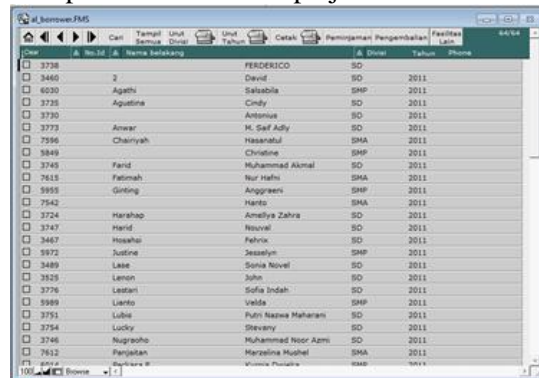 al_borrower.FMS
Cari Tampil Semua Urut Divisi Urut Tahun Cetak Peminjaman Pengembalian Fasilitas Lain 64/64
Clear No.Id Nama belakang Divisi Tahun Phone
3738 FERDERICO SD
3460 2 David SD 2011
6030 Agathi Salsabila SMP 2011
3735 Agustina Cindy SD 2011
3730 Antonius SD 2011
3773 Anwar M. Saif Adly SD 2011
7596 Chairiyah Hasanatul SMA 2011
5849 Christine SMP 2011
3745 Farid Muhammad Akmal SD 2011
7615 Fatimah Nur Hafni SMA 2011
5955 Ginting Anggraeni SMP 2011
7542 Hanto SMA 2011
3724 Harahap Amellya Zahra SD 2011
3747 Harid Nouval SD 2011
3467 Hosahoi Fehrix SD 2011
5972 Justine Jesselyn SMP 2011
3489 Lase Sonia Novel SD 2011
3525 Lenon John SD 2011
3776 Lestari Sofia Indah SD 2011
5989 Lianto Velda SMP 2011
3751 Lubis Putri Nazwa Maharani SD 2011
3754 Lucky Stevany SD 2011
3746 Nugraoho Muhammad Noor Azmi SD 2011
7612 Panjaitan Marzelina Mushel SMA 2011
SMP 2011
100 Browse